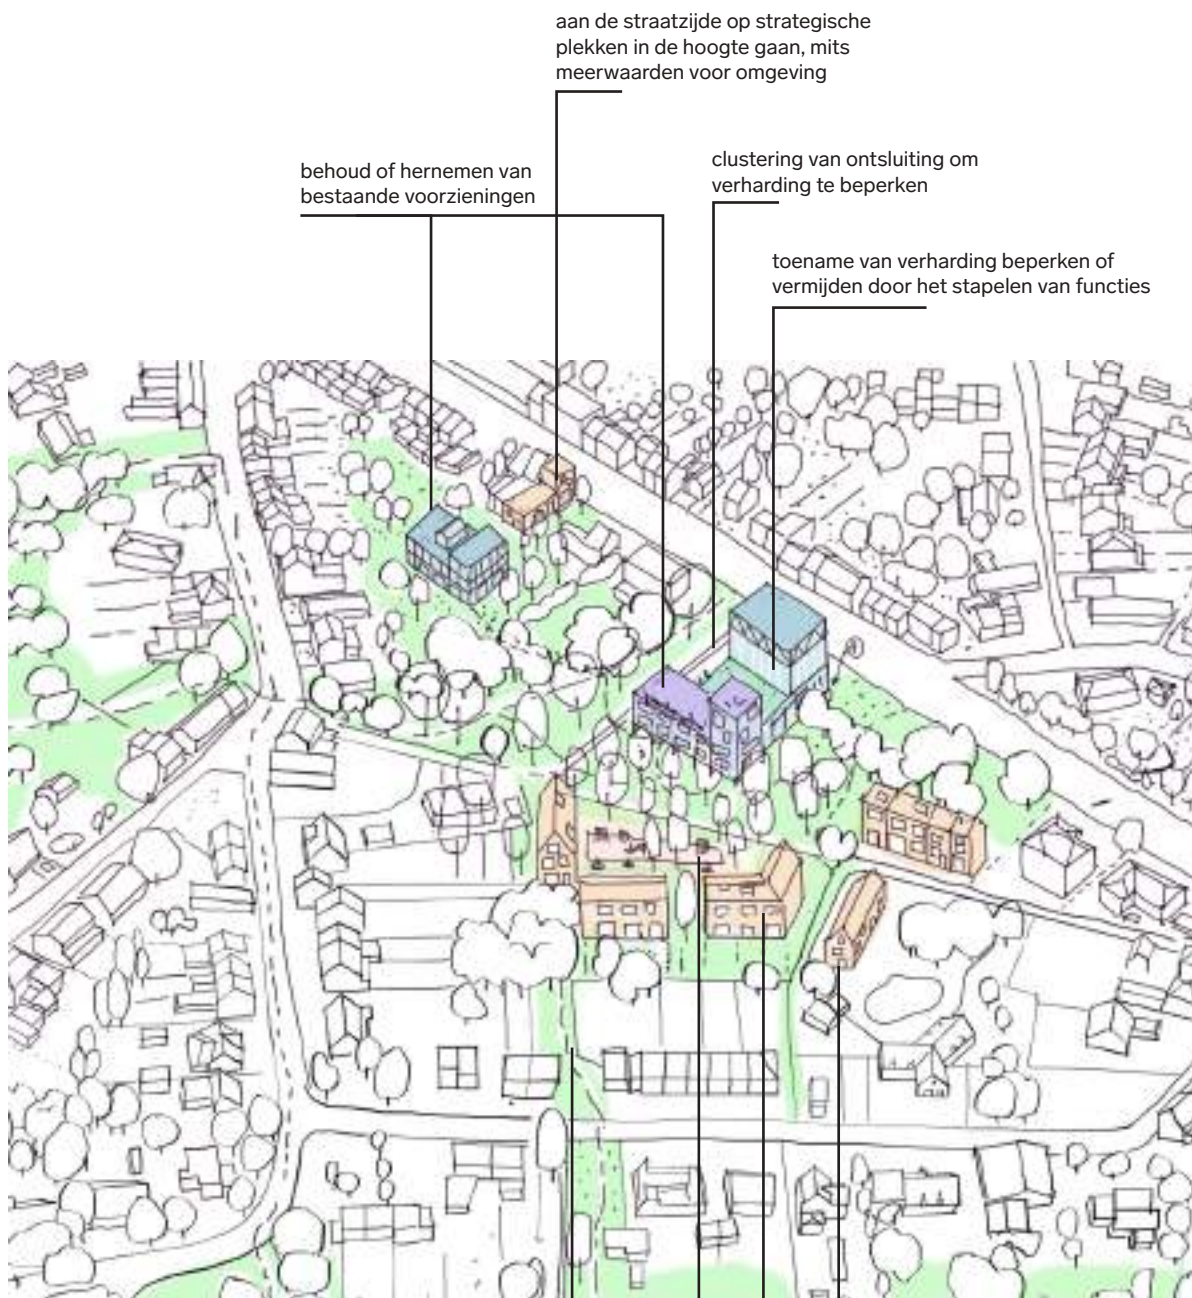 aan de straatzijde op strategische
plekken in de hoogte gaan, mits
meerwaarden voor omgeving
behoud of hernemen van
bestaande voorzieningen
clustering van ontsluiting om
verharding te beperken
toename van verharding beperken of
vermijden door het stapelen van functies